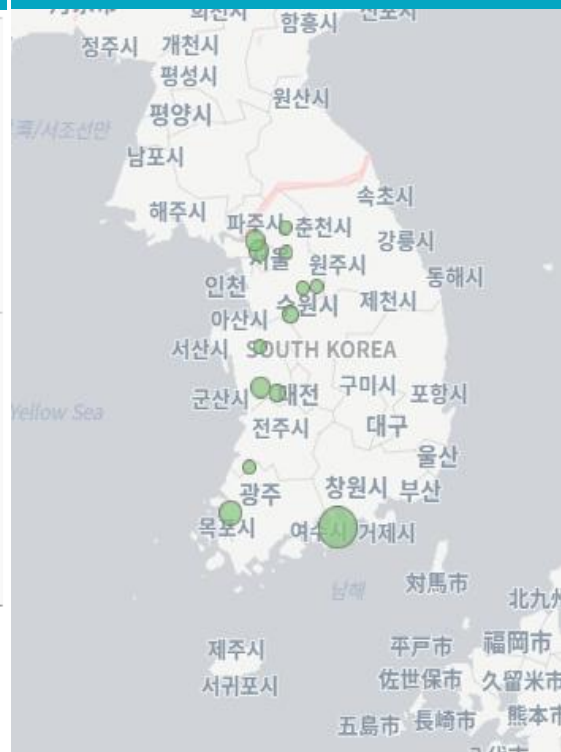 함흥시
정주시
개천시
평성시
원산시
평양시
湾/서조선만
남포시
속초시
해주시
파주시
춘천시
강릉시
서울
원주시
동해시
인천
수원시
제천시
아산시
서산시
SOUTH KOREA
구미시
군산시
대전
포항시
Yellow Sea
전주시
대구
울산
창원시
부산
광주
목포시
여수시
거제시
対馬市
남해
北九州
제주시
平戸市
福岡市
서귀포시
佐世保市
久留米市
五島市
長崎市
熊本市